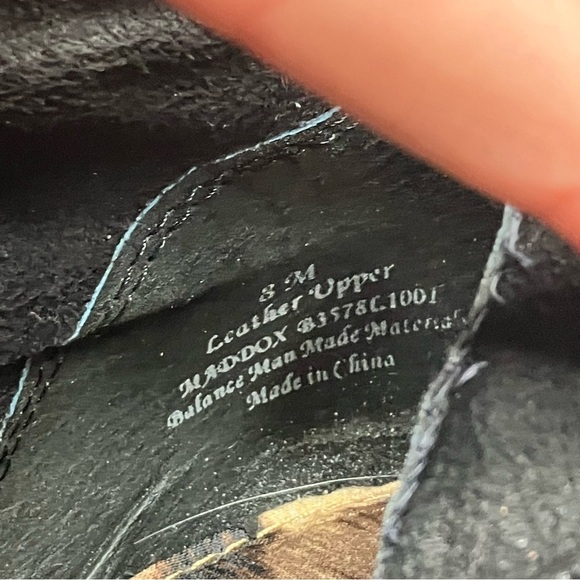 8 M
Leather Upper
MADDOX B3578L1001
Balance Man Made Material
Made in China